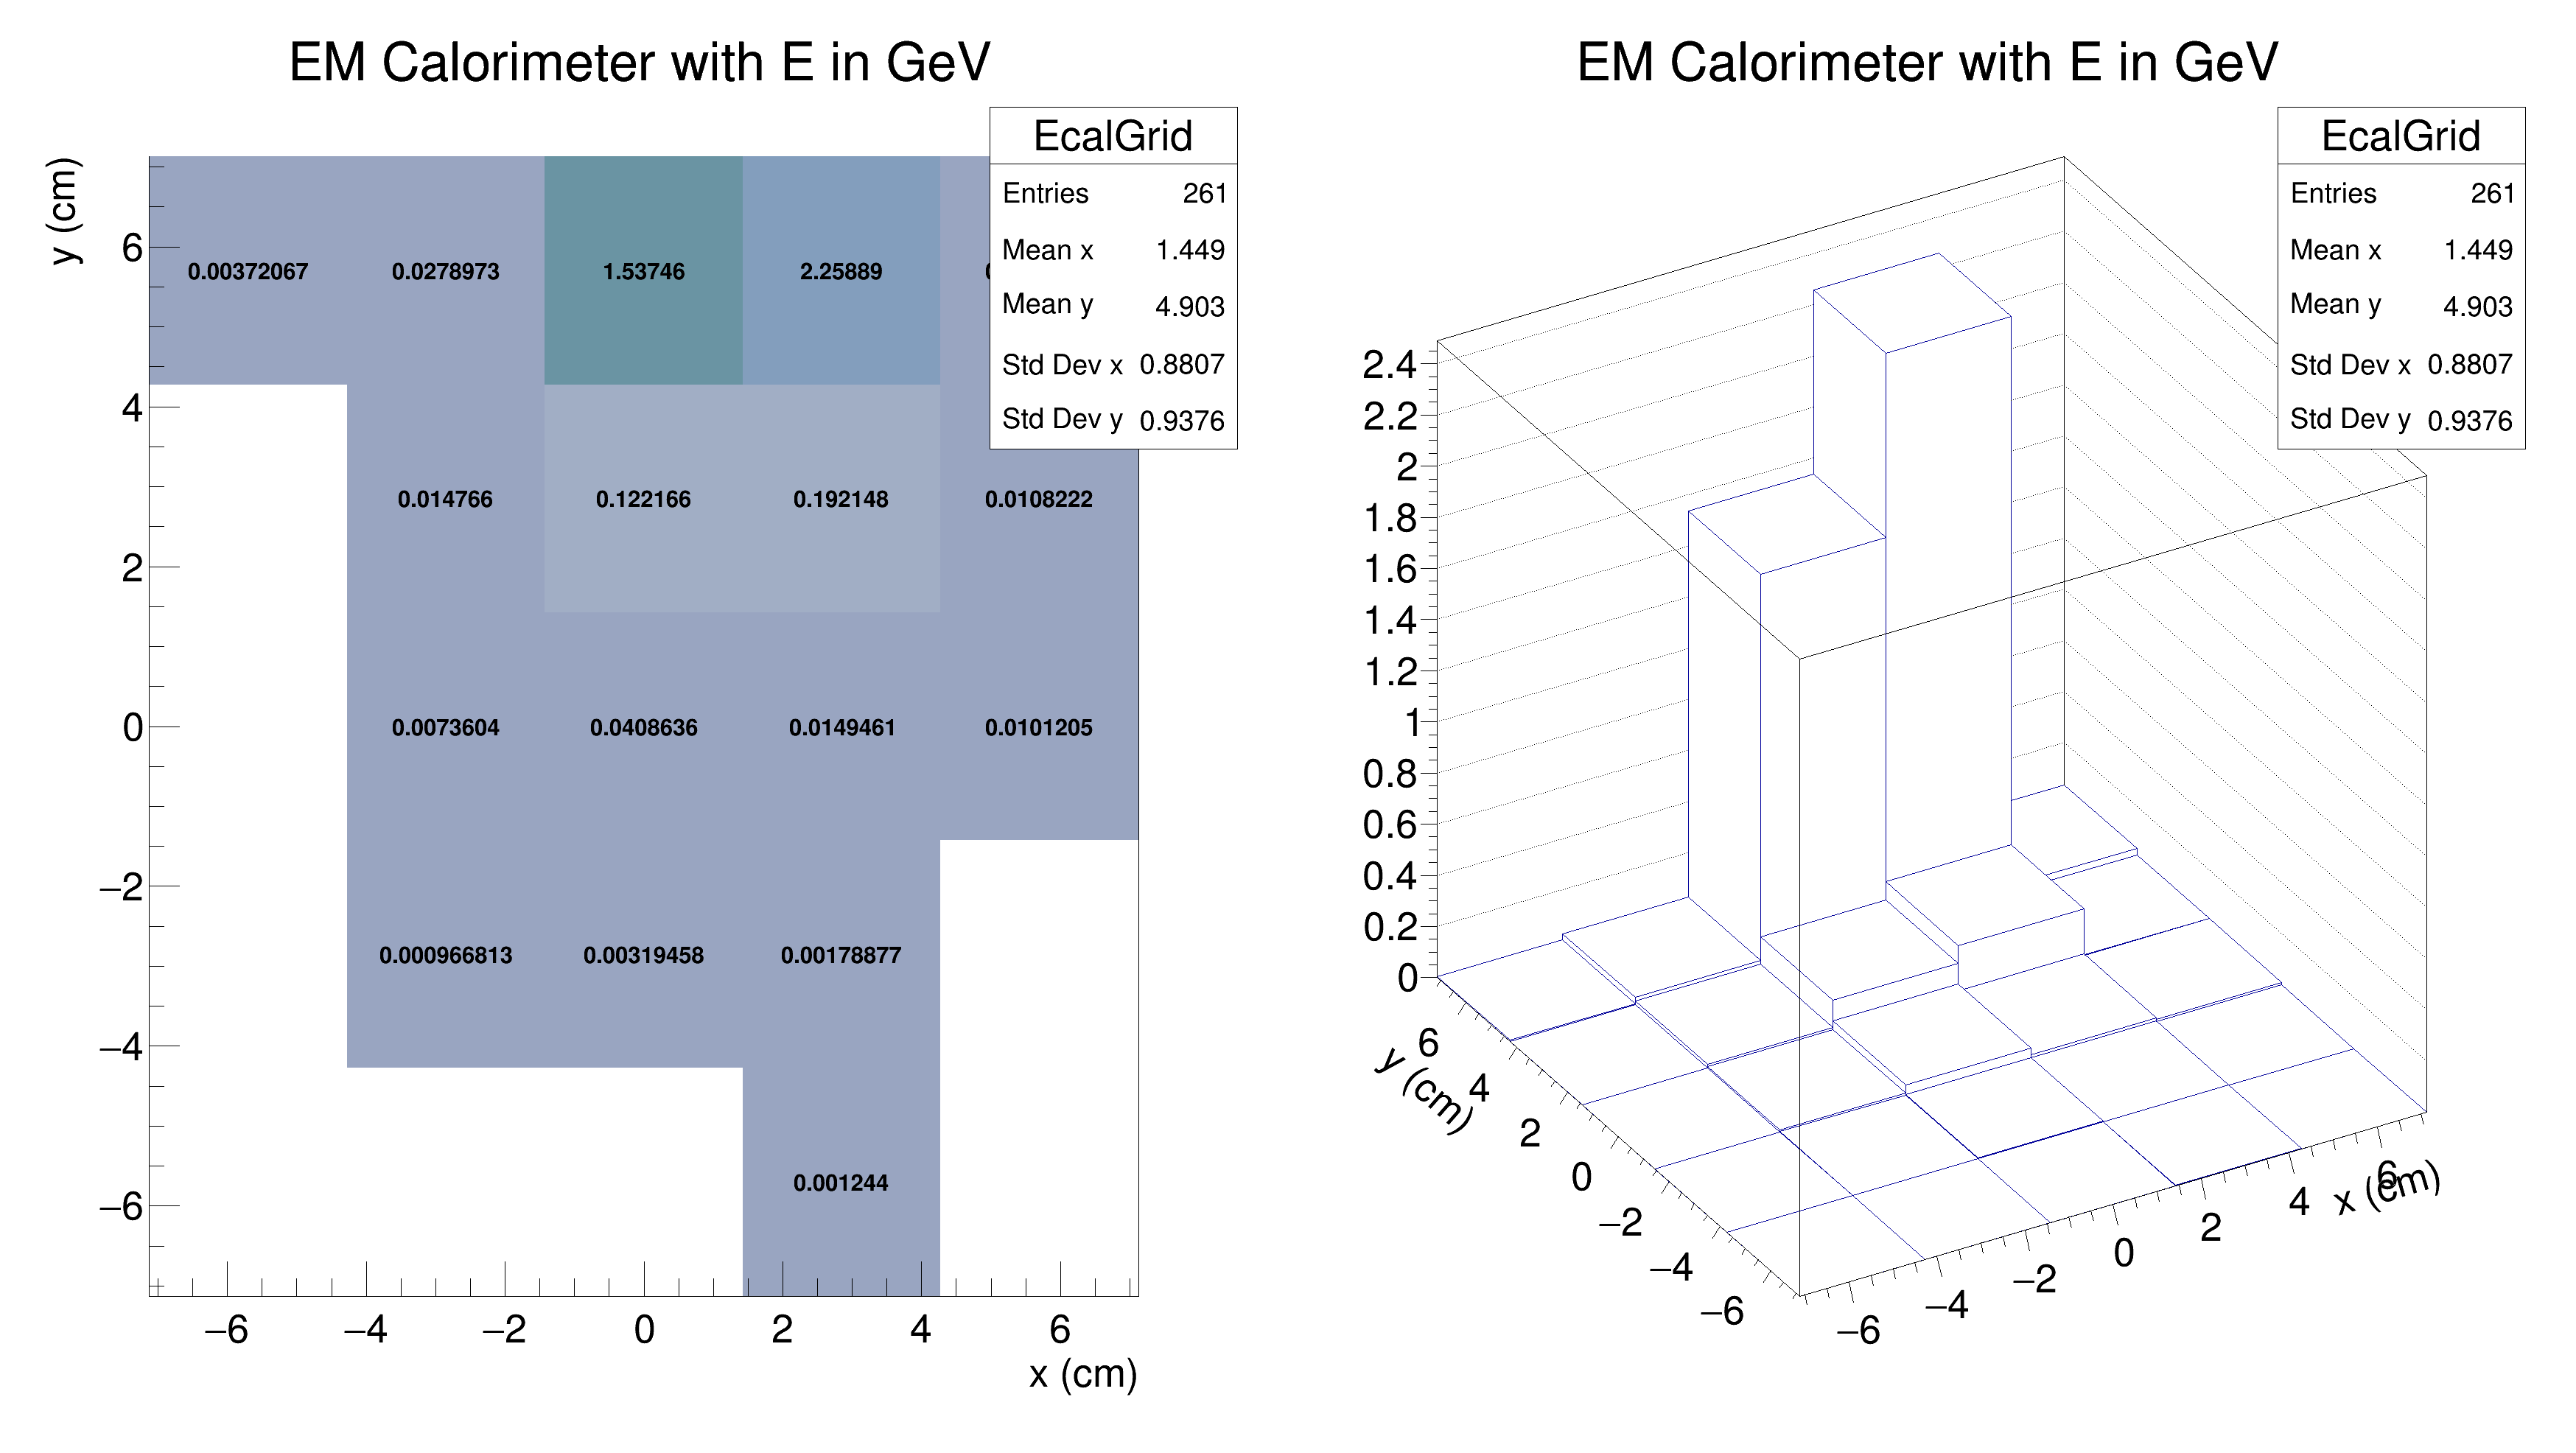 EM Calorimeter with E in GeV
EcalGrid
Entries 261
Mean x 1.449
Mean y 4.903
Std Dev x 0.8807
Std Dev y 0.9376
y (cm)
6
4
2
0
−2
−4
−6
0.00372067 0.0278973 1.53746 2.25889
0.014766 0.122166 0.192148 0.0108222
0.0073604 0.0408636 0.0149461 0.0101205
0.000966813 0.00319458 0.00178877
0.001244
−6 −4 −2 0 2 4 6
x (cm)
EM Calorimeter with E in GeV
EcalGrid
Entries 261
Mean x 1.449
Mean y 4.903
Std Dev x 0.8807
Std Dev y 0.9376
2.4
2.2
2
1.8
1.6
1.4
1.2
1
0.8
0.6
0.4
0.2
0
6
4
2
0
−2
−4
−6
y (cm)
−6
−4
−2
0
2
4
6
x (cm)